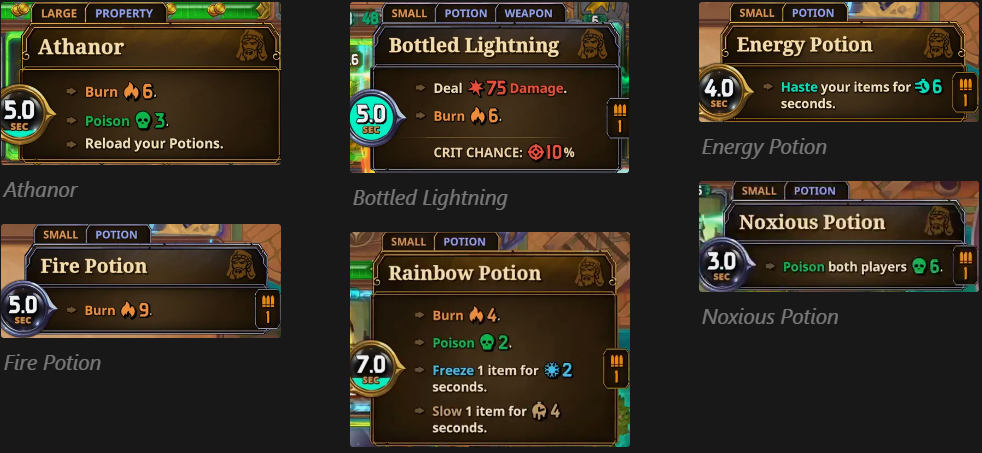 LARGE PROPERTY
Athanor
Burn 6.
5.0
SEC
Poison 3.
Reload your Potions.
Athanor
SMALL POTION
Fire Potion
5.0
SEC
Burn 9.
1
Fire Potion
SMALL POTION WEAPON
Bottled Lightning
Deal 75 Damage.
5.0
SEC
Burn 6.
1
CRIT CHANCE: 10%
Bottled Lightning
SMALL POTION
Rainbow Potion
Burn 4.
Poison 2.
7.0
SEC
Freeze 1 item for 2
seconds.
1
Slow 1 item for 4
seconds.
SMALL POTION
Energy Potion
4.0
SEC
Haste your items for 6
seconds.
1
Energy Potion
SMALL POTION
Noxious Potion
3.0
SEC
Poison both players 6.
1
Noxious Potion